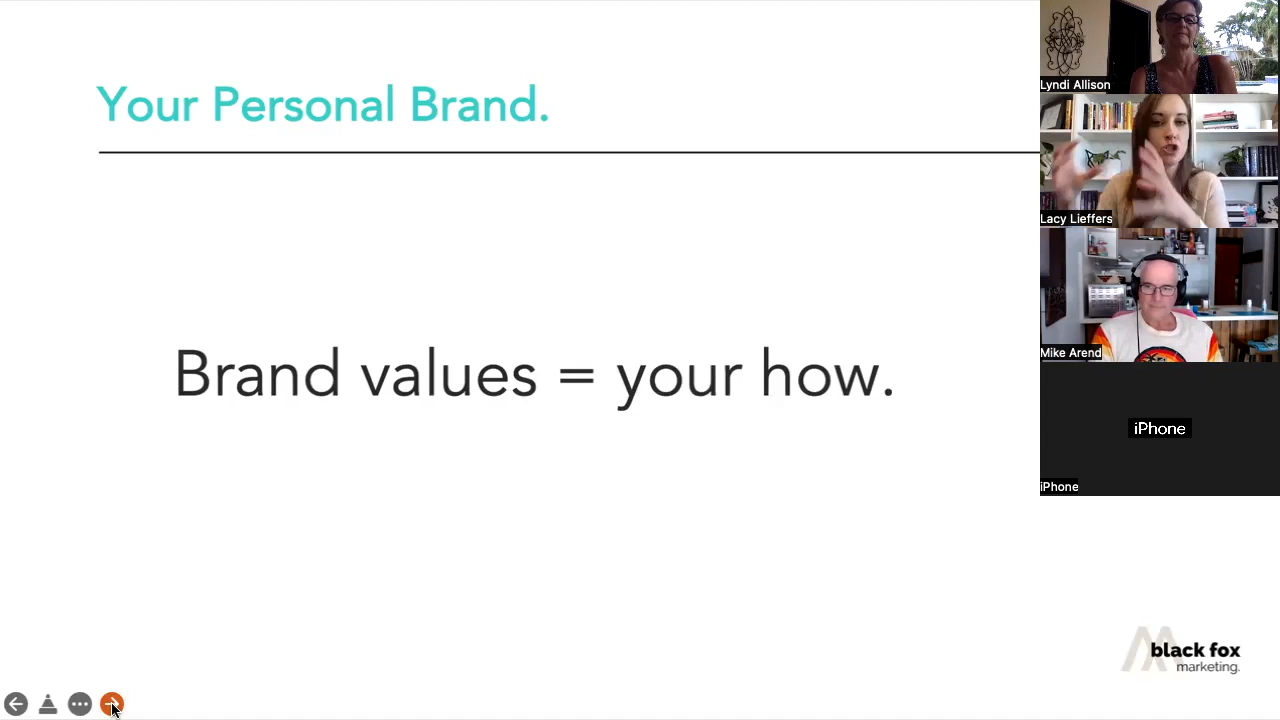 Your Personal Brand.
Brand values = your how.
Lyndi Allison
Lacy Lieffers
Mike Arend
iPhone
iPhone
black fox
marketing.